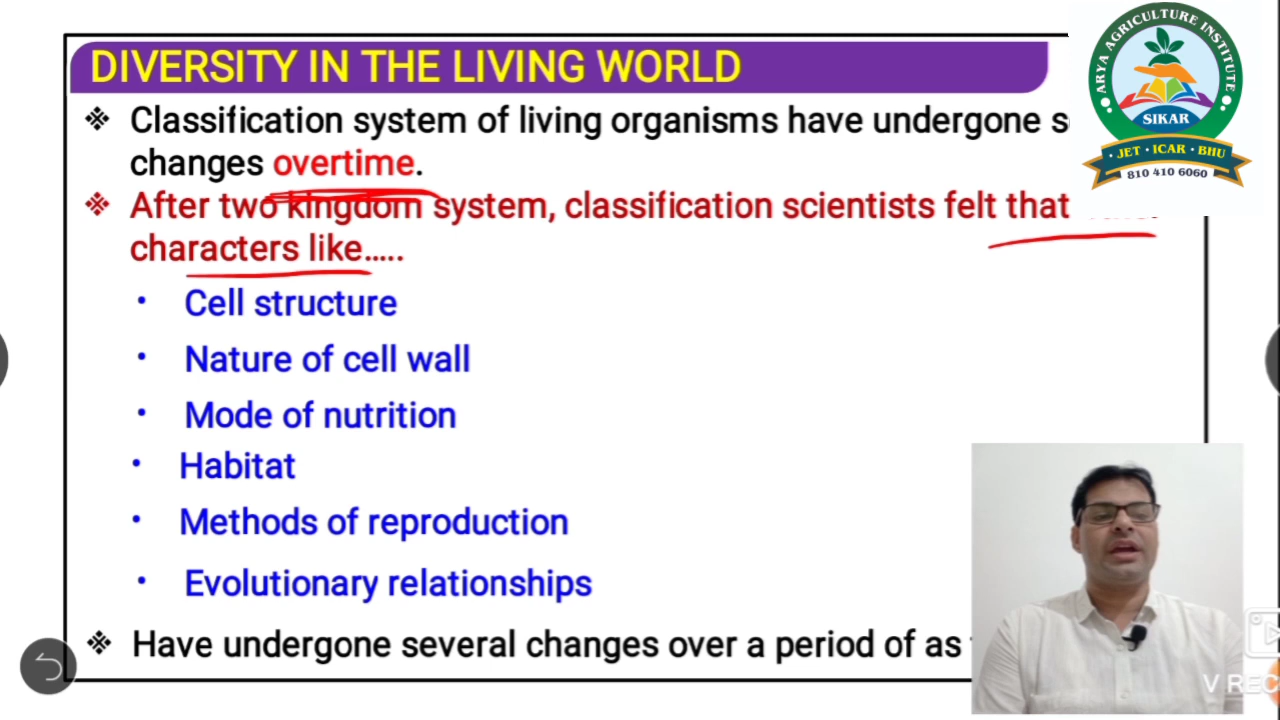 DIVERSITY IN THE LIVING WORLD
❖ Classification system of living organisms have undergone
changes overtime.
❖ After two kingdom system, classification scientists felt that
characters like.....
• Cell structure
• Nature of cell wall
• Mode of nutrition
• Habitat
• Methods of reproduction
• Evolutionary relationships
❖ Have undergone several changes over a period of as
ARYA AGRICULTURE INSTITUTE
SIKAR
JET • ICAR • BHU
810 410 6060
V REC